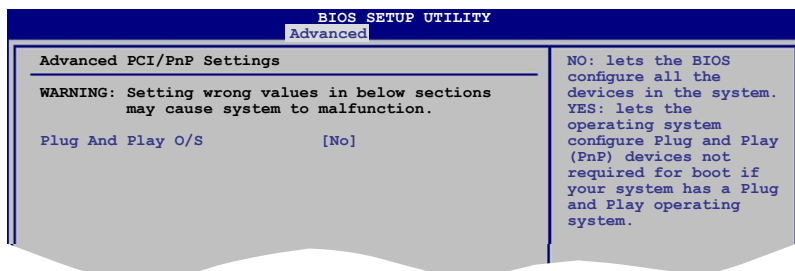 BIOS SETUP UTILITY
Advanced
Advanced PCI/PnP Settings
WARNING: Setting wrong values in below sections
may cause system to malfunction.
Plug And Play O/S [No]
NO: lets the BIOS
configure all the
devices in the system.
YES: lets the
operating system
configure Plug and Play
(PnP) devices not
required for boot if
your system has a Plug
and Play operating
system.